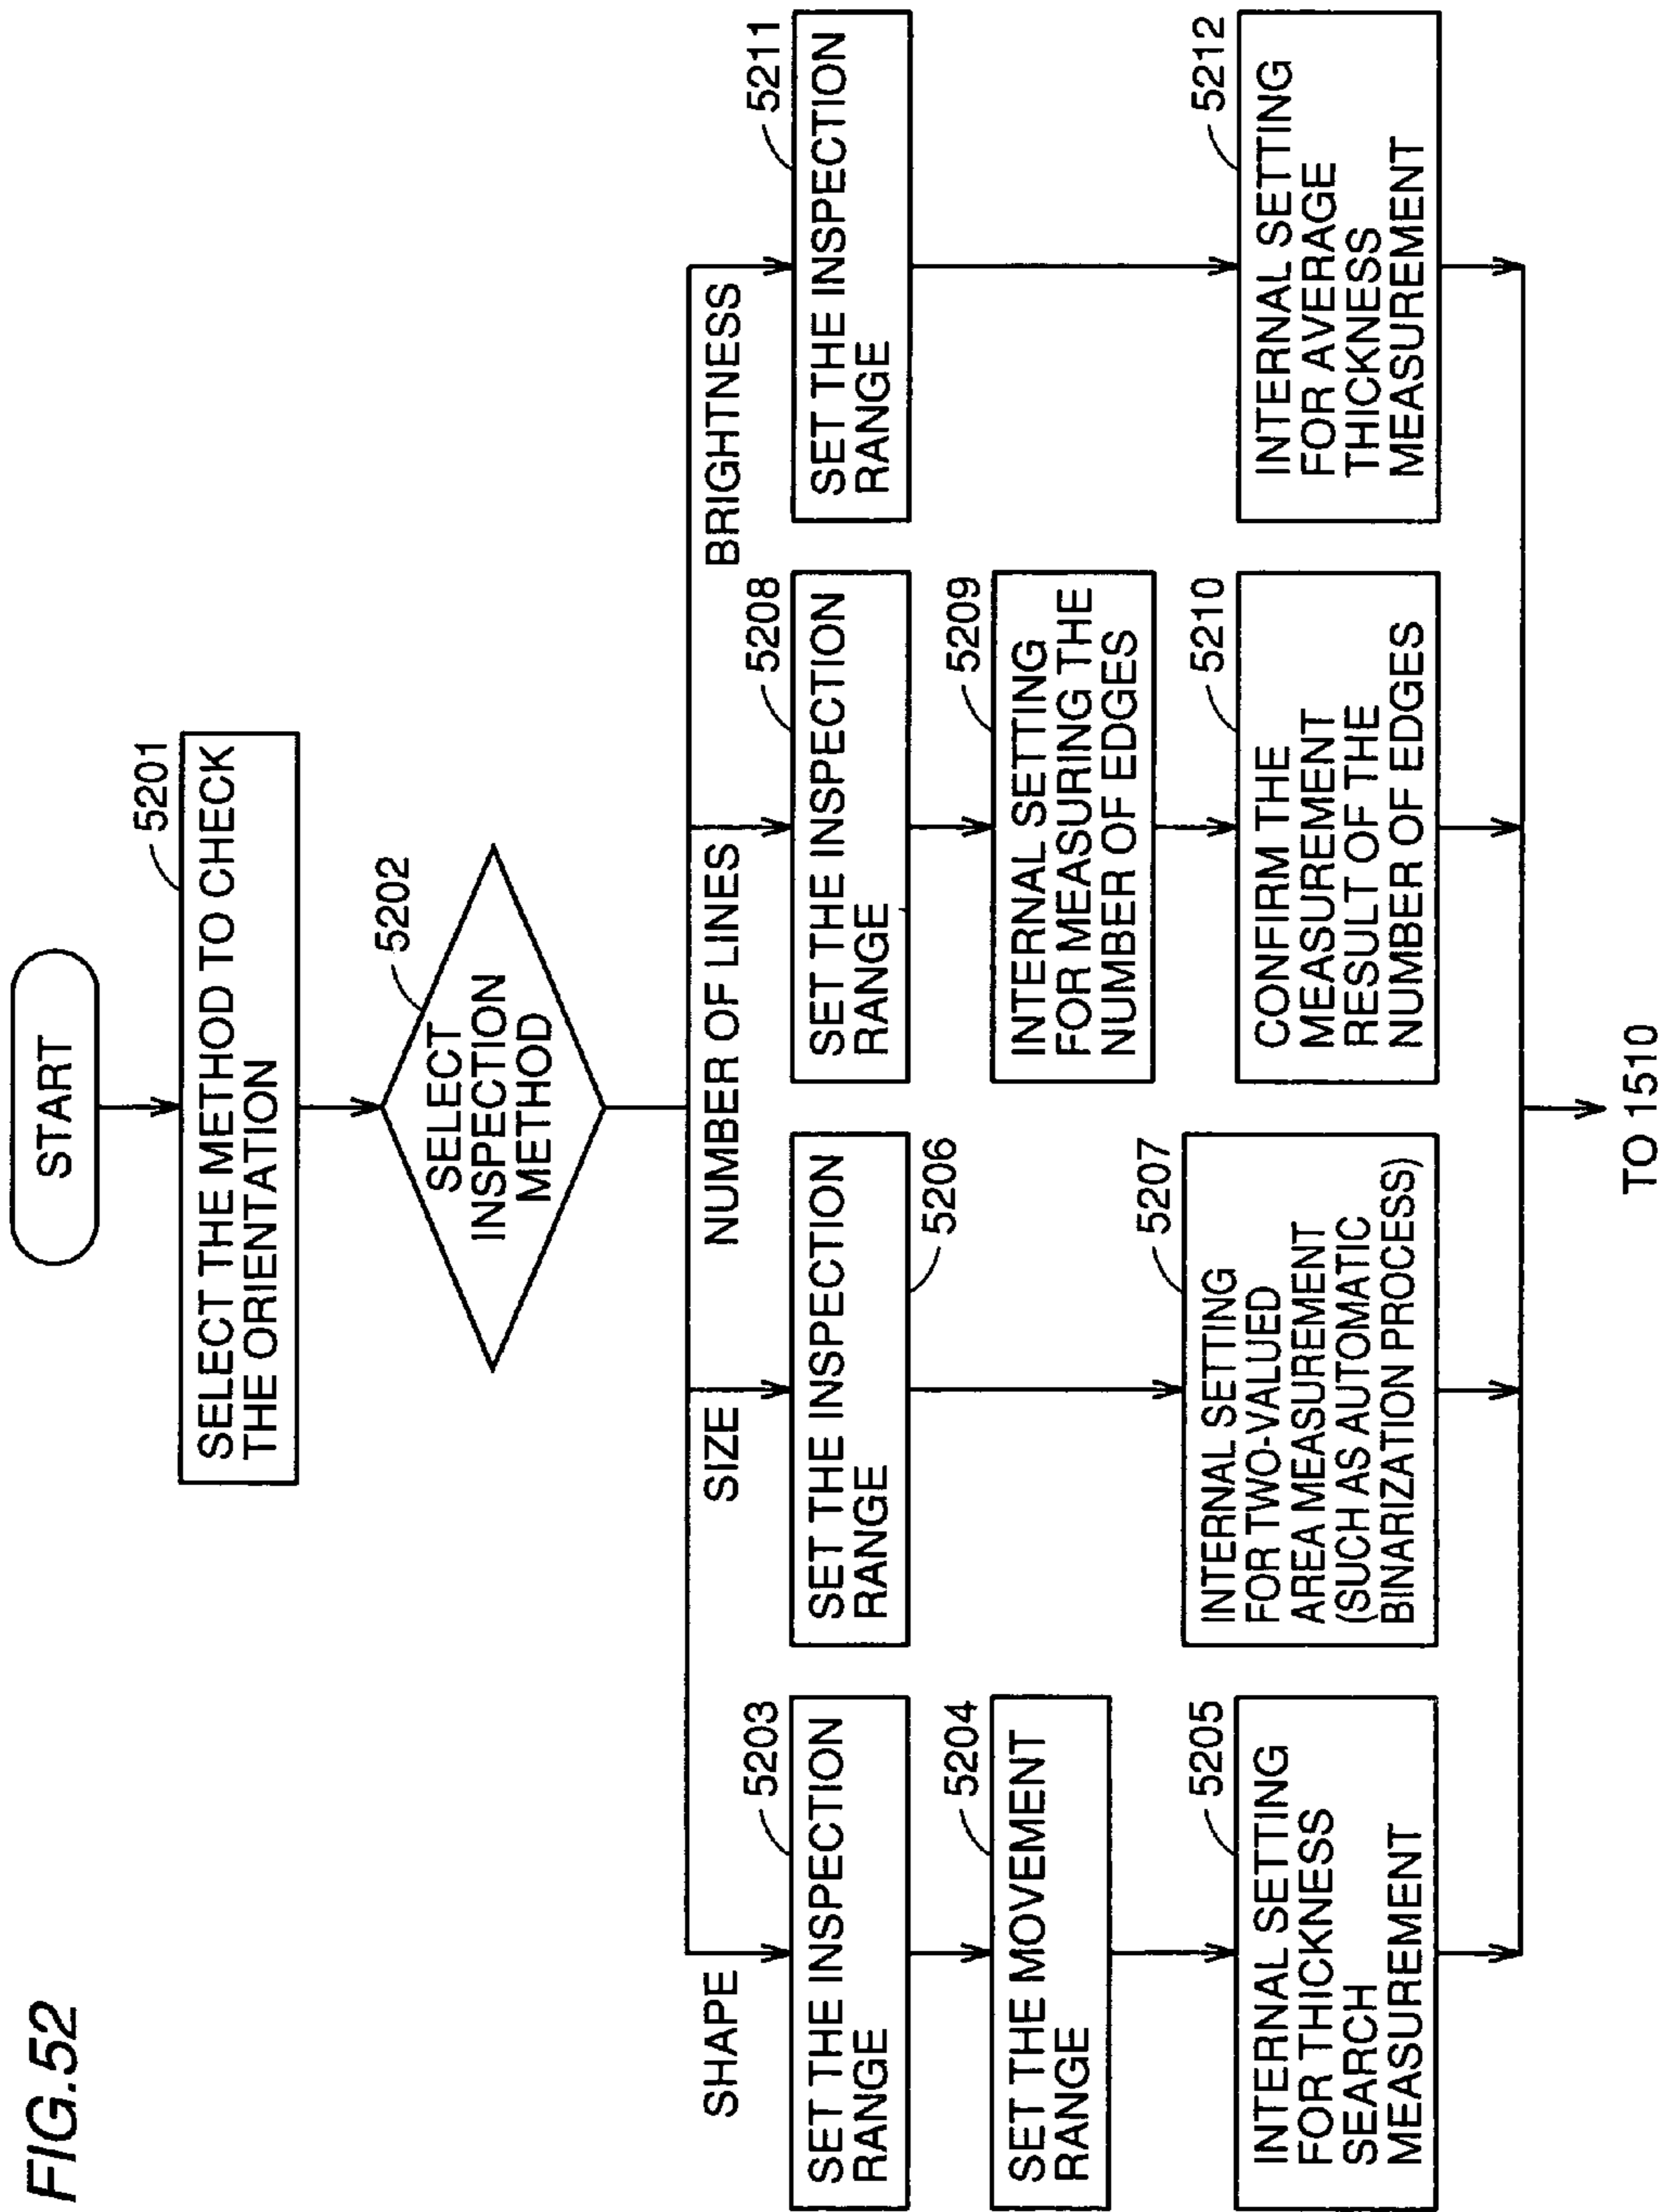 FIG.52
START
5201
SELECT THE METHOD TO CHECK
THE ORIENTATION
5202
SELECT
INSPECTION
METHOD
SHAPE
SIZE
NUMBER OF LINES
BRIGHTNESS
5203
SET THE INSPECTION
RANGE
5204
SET THE MOVEMENT
RANGE
5205
INTERNAL SETTING
FOR THICKNESS
SEARCH
MEASUREMENT
SET THE INSPECTION
RANGE
5206
5207
INTERNAL SETTING
FOR TWO-VALUED
AREA MEASUREMENT
(SUCH AS AUTOMATIC
BINARIZATION PROCESS)
5208
SET THE INSPECTION
RANGE
5209
INTERNAL SETTING
FOR MEASURING THE
NUMBER OF EDGES
5210
CONFIRM THE
MEASUREMENT
RESULT OF THE
NUMBER OF EDGES
5211
SET THE INSPECTION
RANGE
5212
INTERNAL SETTING
FOR AVERAGE
THICKNESS
MEASUREMENT
TO 1510